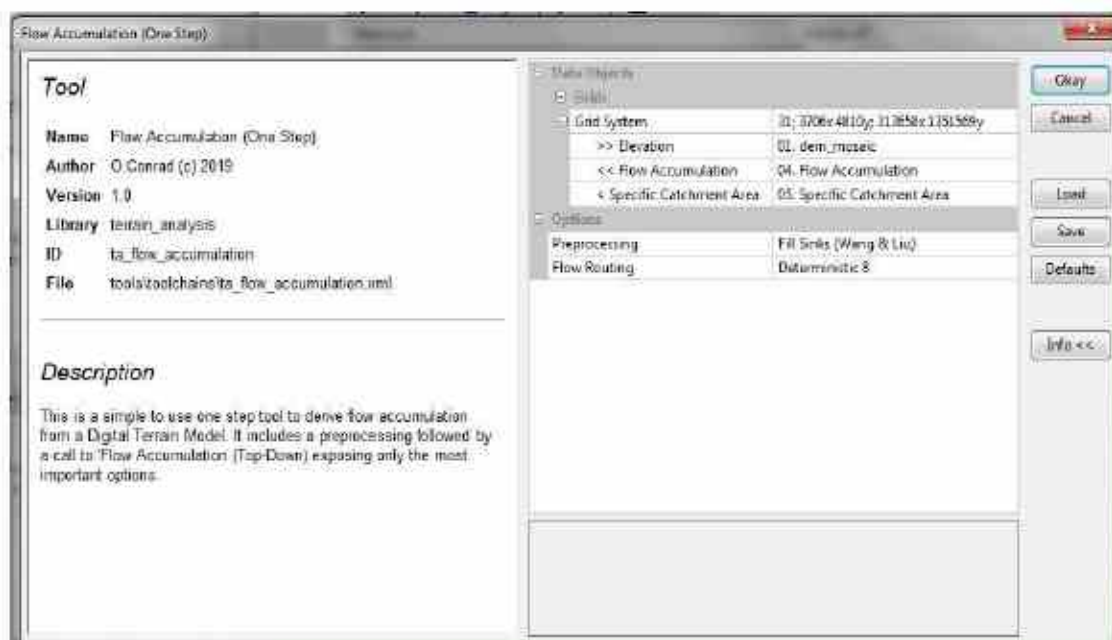 Flow Accumulation (One Step)
Tool
Name Flow Accumulation (One Step)
Author O.Conrad (c) 2019
Version 1.0
Library terrain_analysis
ID ta_flow_accumulation
File tools\toolchains\ta_flow_accumulation.xml
Description
This is a simple to use one step tool to derive flow accumulation
from a Digital Terrain Model. It includes a preprocessing followed by
a call to 'Flow Accumulation (Top-Down) exposing only the most
important options.
Data Objects
Grids
Grid System 31; 3706x 4810y; 313658x 1351569y
>> Elevation 01. dem_mosaic
<< Flow Accumulation 04. Flow Accumulation
< Specific Catchment Area 05. Specific Catchment Area
Options
Preprocessing Fill Sinks (Wang & Liu)
Flow Routing Deterministic 8
Okay
Cancel
Load
Save
Defaults
Info <<